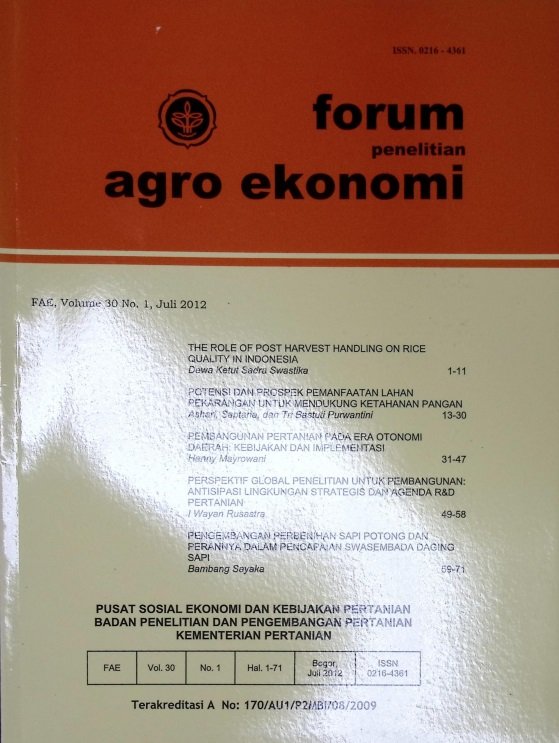 ISSN. 0216 - 4361
forum
penelitian
agro ekonomi
FAE, Volume 30 No. 1, Juli 2012
THE ROLE OF POST HARVEST HANDLING ON RICE
QUALITY IN INDONESIA
Dewa Ketut Sadra Swastika 1-11
POTENSI DAN PROSPEK PEMANFAATAN LAHAN
PEKARANGAN UNTUK MENDUKUNG KETAHANAN PANGAN
Ashari, Saptana, dan Tri Bastuti Purwantini 13-30
PEMBANGUNAN PERTANIAN PADA ERA OTONOMI
DAERAH: KEBIJAKAN DAN IMPLEMENTASI
Henny Mayrowani 31-47
PERSPEKTIF GLOBAL PENELITIAN UNTUK PEMBANGUNAN:
ANTISIPASI LINGKUNGAN STRATEGIS DAN AGENDA R&D
PERTANIAN
I Wayan Rusastra 49-58
PENGEMBANGAN PERBENIHAN SAPI POTONG DAN
PERANNYA DALAM PENCAPAIAN SWASEMBADA DAGING
SAPI
Bambang Sayaka 59-71
PUSAT SOSIAL EKONOMI DAN KEBIJAKAN PERTANIAN
BADAN PENELITIAN DAN PENGEMBANGAN PERTANIAN
KEMENTERIAN PERTANIAN
FAE Vol. 30 No. 1 Hal. 1-71 Bogor, Juli 2012 ISSN 0216-4361
Terakreditasi A No: 170/AU1/P2MBI/08/2009